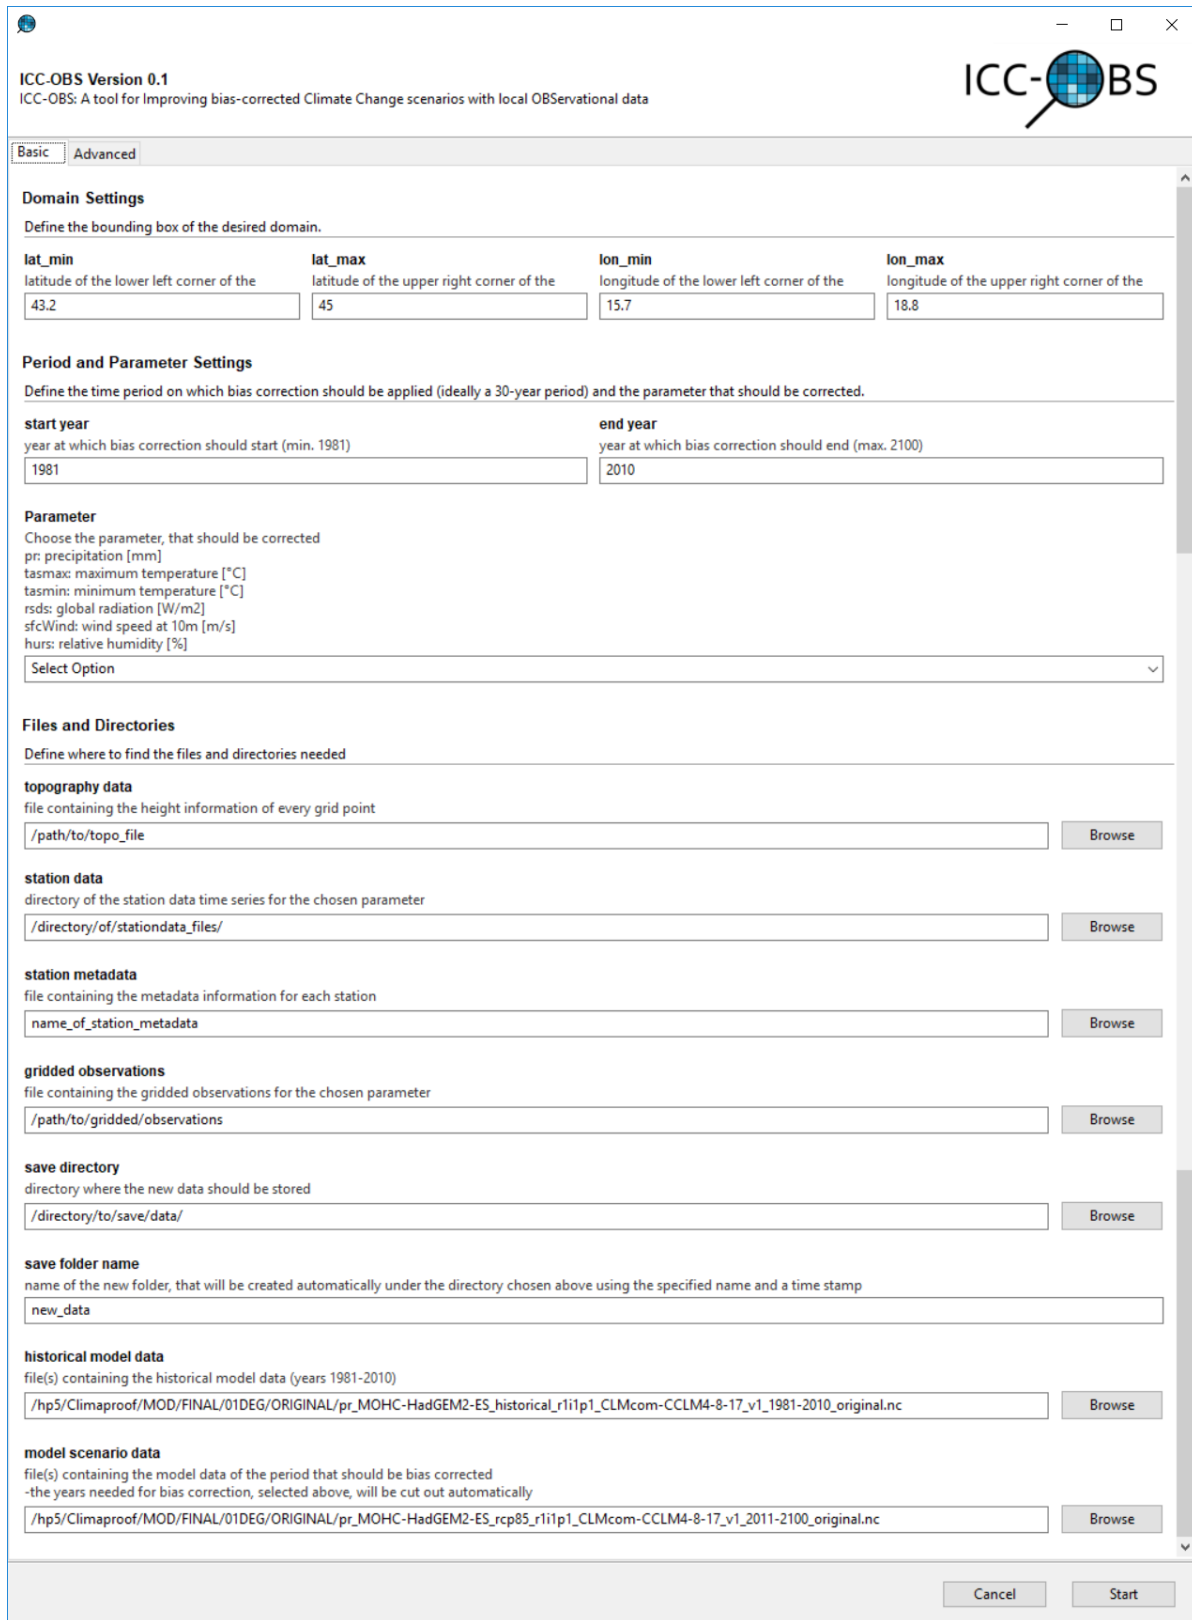 ICC-OBS Version 0.1
ICC-OBS: A tool for Improving bias-corrected Climate Change scenarios with local OBServational data
ICC-OBS
Basic
Advanced
Domain Settings
Define the bounding box of the desired domain.
lat_min lat_max lon_min lon_max
latitude of the lower left corner of the latitude of the upper right corner of the longitude of the lower left corner of the longitude of the upper right corner of the
43.2 45 15.7 18.8
Period and Parameter Settings
Define the time period on which bias correction should be applied (ideally a 30-year period) and the parameter that should be corrected.
start year end year
year at which bias correction should start (min. 1981) year at which bias correction should end (max. 2100)
1981 2010
Parameter
Choose the parameter, that should be corrected
pr: precipitation [mm]
tasmax: maximum temperature [°C]
tasmin: minimum temperature [°C]
rsds: global radiation [W/m2]
sfcWind: wind speed at 10m [m/s]
hurs: relative humidity [%]
Select Option
Files and Directories
Define where to find the files and directories needed
topography data
file containing the height information of every grid point
/path/to/topo_file Browse
station data
directory of the station data time series for the chosen parameter
/directory/of/stationdata_files/ Browse
station metadata
file containing the metadata information for each station
name_of_station_metadata Browse
gridded observations
file containing the gridded observations for the chosen parameter
/path/to/gridded/observations Browse
save directory
directory where the new data should be stored
/directory/to/save/data/ Browse
save folder name
name of the new folder, that will be created automatically under the directory chosen above using the specified name and a time stamp
new_data
historical model data
file(s) containing the historical model data (years 1981-2010)
/hp5/Climaproof/MOD/FINAL/01DEG/ORIGINAL/pr_MOHC-HadGEM2-ES_historical_r1i1p1_CLMcom-CCLM4-8-17_v1_1981-2010_original.nc Browse
model scenario data
file(s) containing the model data of the period that should be bias corrected
-the years needed for bias correction, selected above, will be cut out automatically
/hp5/Climaproof/MOD/FINAL/01DEG/ORIGINAL/pr_MOHC-HadGEM2-ES_rcp85_r1i1p1_CLMcom-CCLM4-8-17_v1_2011-2100_original.nc Browse
Cancel Start